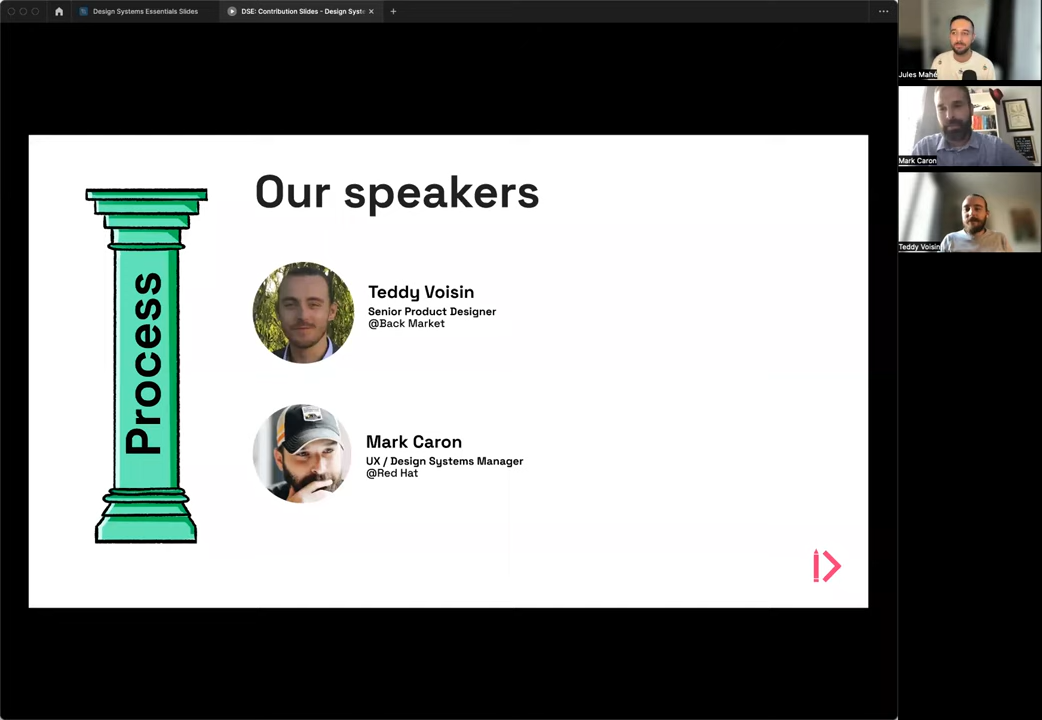 Design Systems Essentials Slides
DSE: Contribution Slides - Design Syst
Our speakers
Process
Teddy Voisin
Senior Product Designer
@Back Market
Mark Caron
UX / Design Systems Manager
@Red Hat
Jules Mahé
Mark Caron
Teddy Voisin